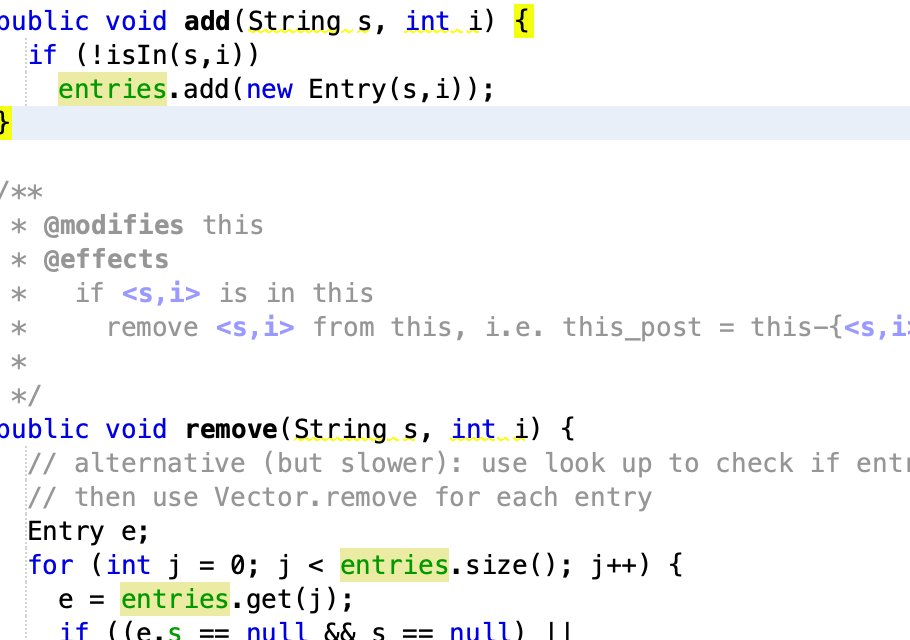 public void add(String s, int i) {
if (!isIn(s,i))
entries.add(new Entry(s,i));
}
/**
* @modifies this
* @effects
* if <s,i> is in this
* remove <s,i> from this, i.e. this_post = this-{<s,i>
*
*/
public void remove(String s, int i) {
// alternative (but slower): use look up to check if entr
// then use Vector.remove for each entry
Entry e;
for (int j = 0; j < entries.size(); j++) {
e = entries.get(j);
if ((e.s == null && s == null) ||